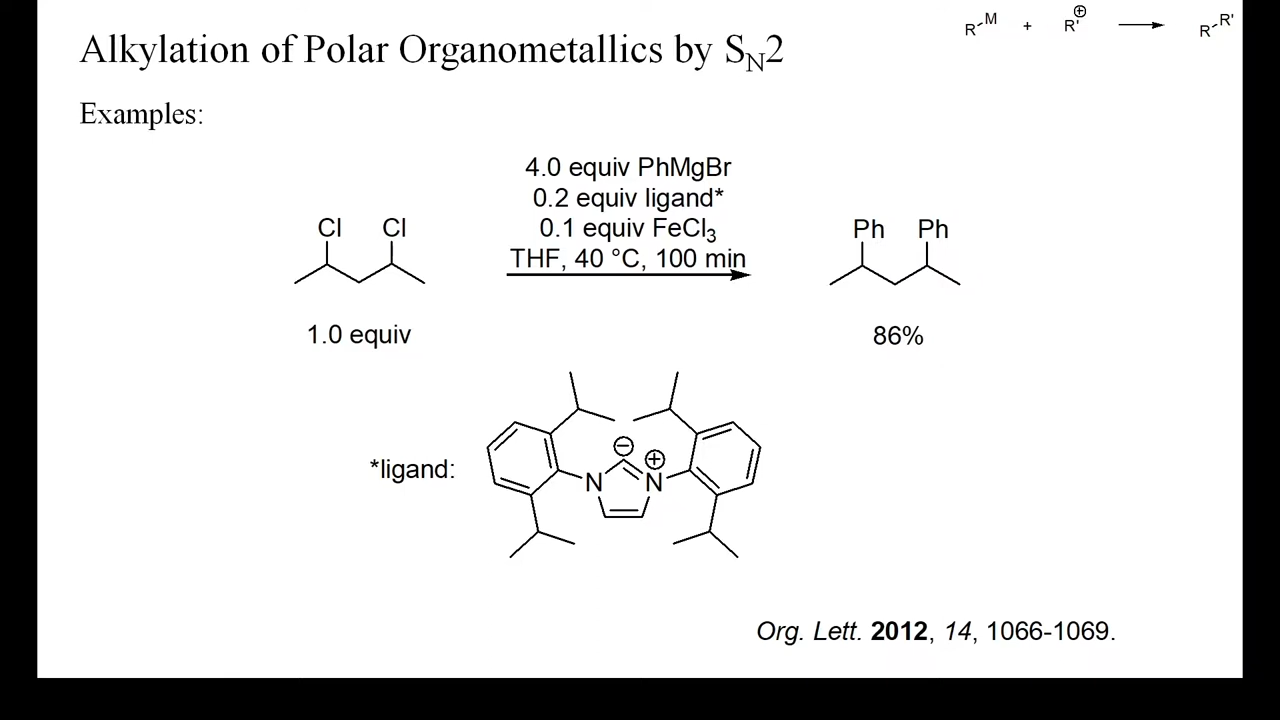 R-M + R'⊕ R-R'
Alkylation of Polar Organometallics by S_N2
Examples:
4.0 equiv PhMgBr
0.2 equiv ligand*
0.1 equiv FeCl₃
THF, 40 °C, 100 min
Cl Cl
Ph Ph
1.0 equiv
86%
*ligand:
⊖ ⊕
N N
Org. Lett. 2012, 14, 1066-1069.